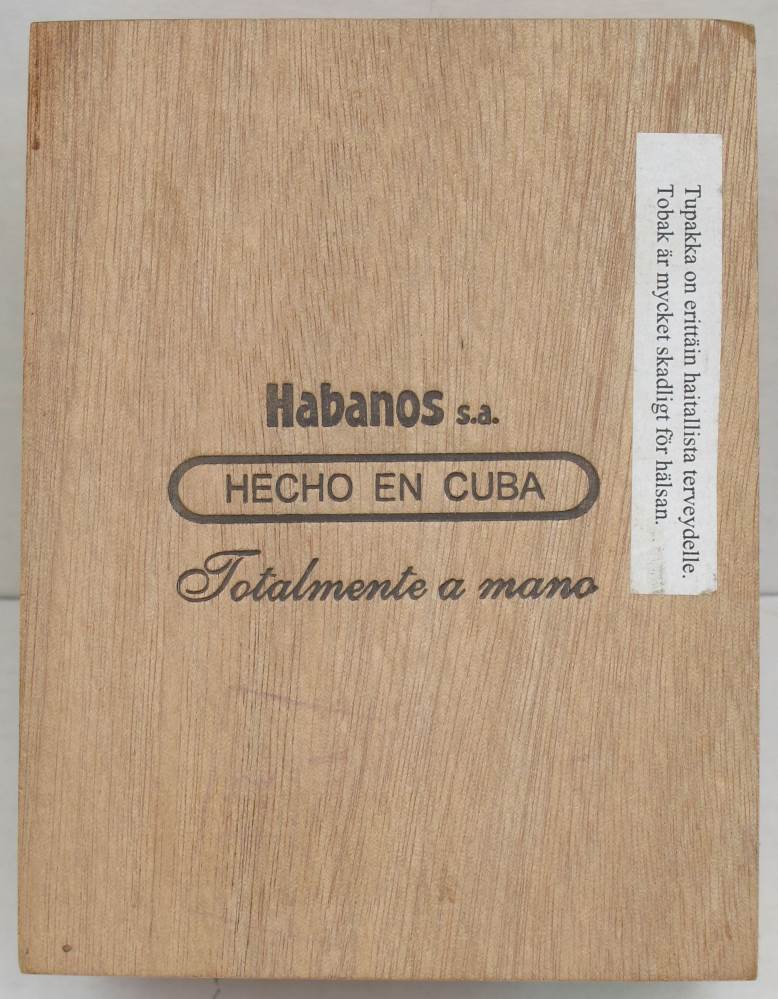 Habanos s.a.
HECHO EN CUBA
Totalmente a mano
Tupakka on erittäin haitallista terveydelle.
Tobak är mycket skadligt för hälsan.